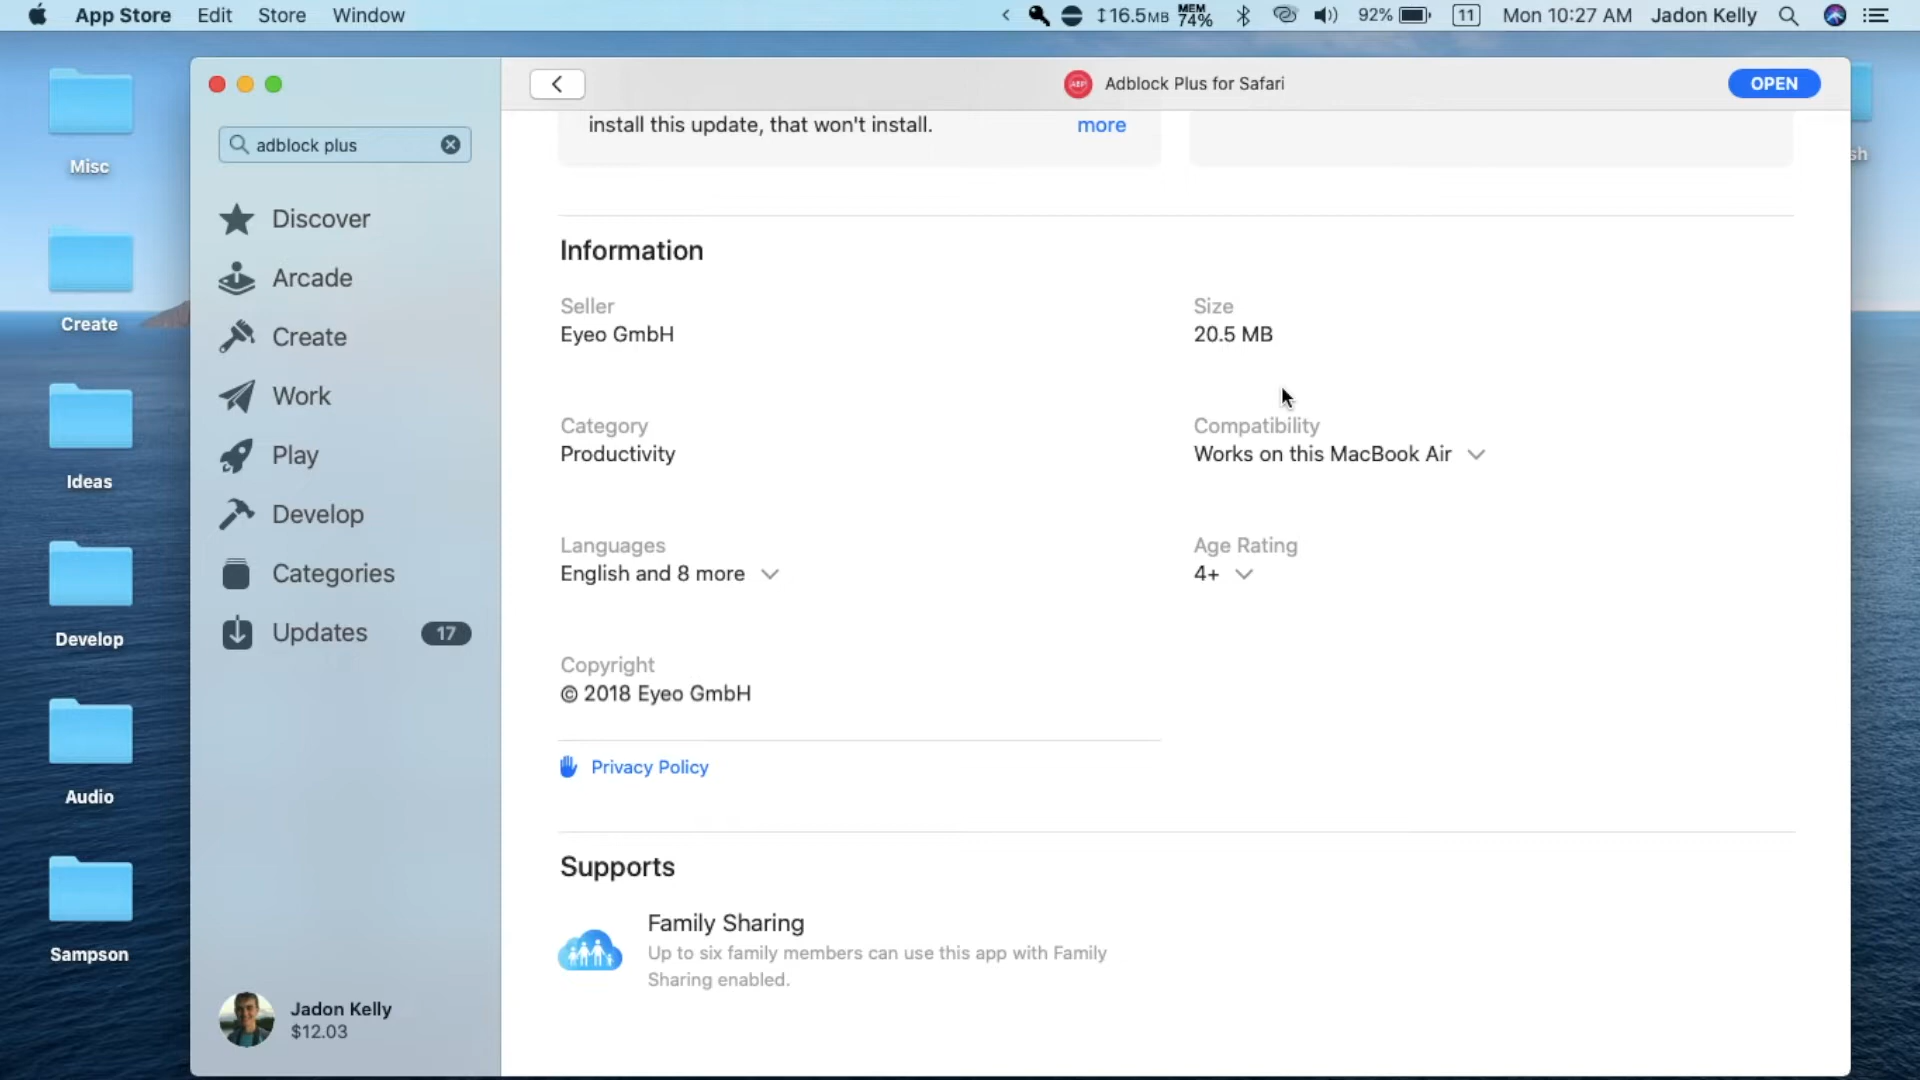 App Store Edit Store Window
16.5MB MEM 74% 92% 11 Mon 10:27 AM Jadon Kelly
Misc
Create
Ideas
Develop
Audio
Sampson
sh
adblock plus
Discover
Arcade
Create
Work
Play
Develop
Categories
Updates 17
Jadon Kelly
$12.03
ABP Adblock Plus for Safari OPEN
install this update, that won't install. more
Information
Seller
Eyeo GmbH
Size
20.5 MB
Category
Productivity
Compatibility
Works on this MacBook Air
Languages
English and 8 more
Age Rating
4+
Copyright
© 2018 Eyeo GmbH
Privacy Policy
Supports
Family Sharing
Up to six family members can use this app with Family
Sharing enabled.